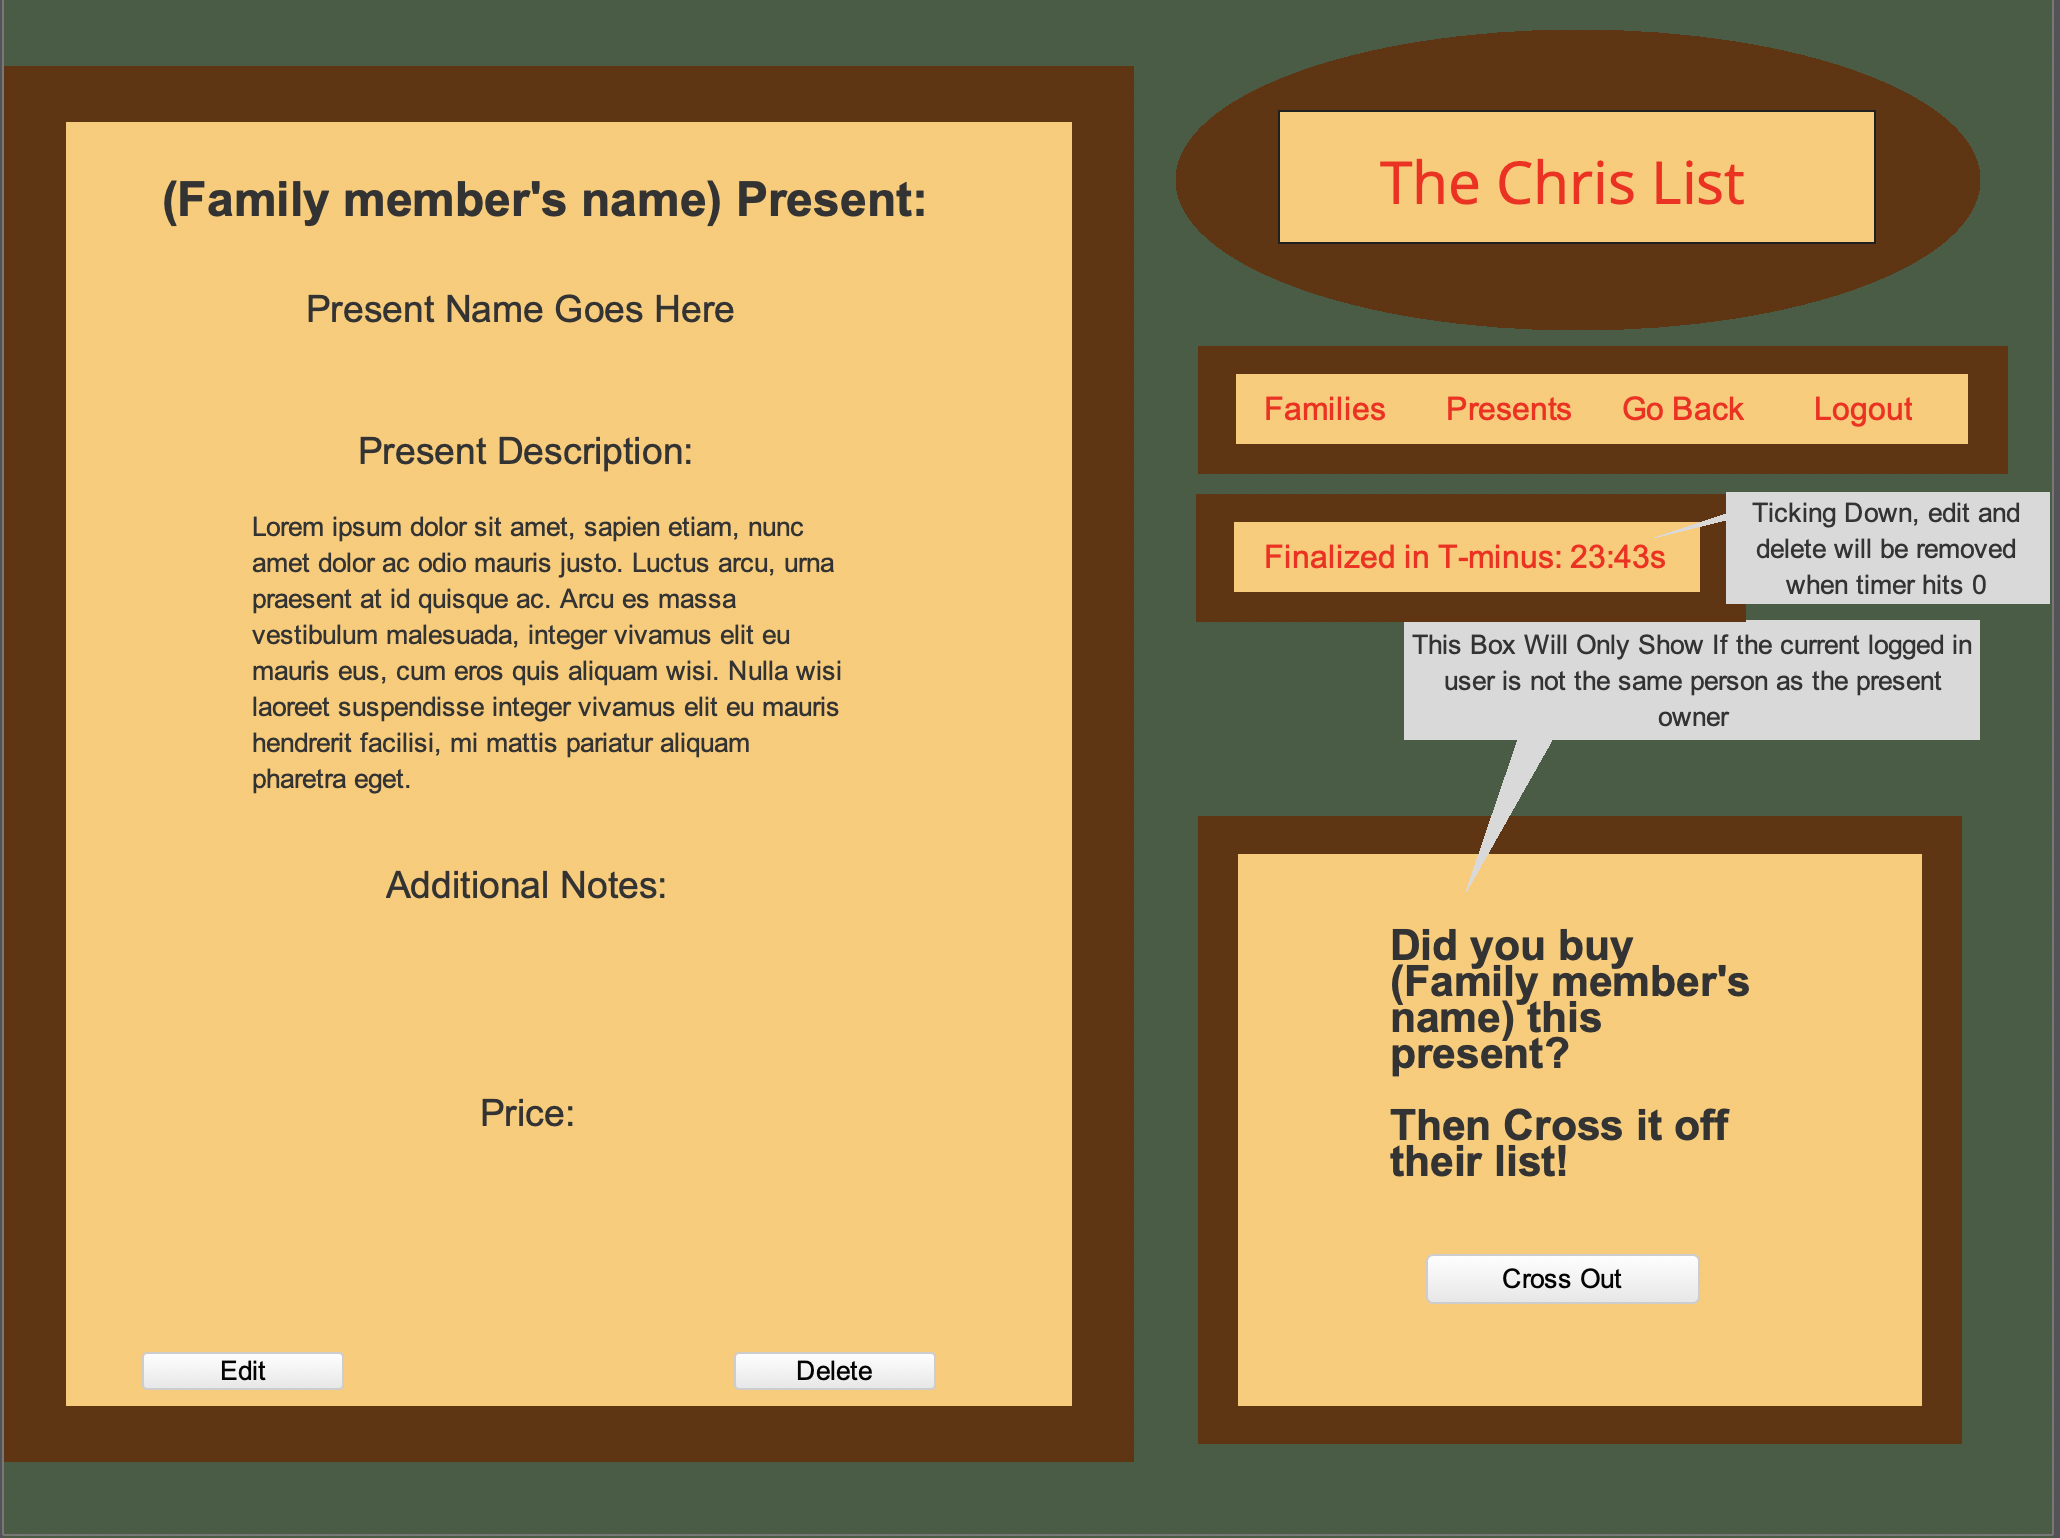 (Family member's name) Present:
Present Name Goes Here
Present Description:
Lorem ipsum dolor sit amet, sapien etiam, nunc
amet dolor ac odio mauris justo. Luctus arcu, urna
praesent at id quisque ac. Arcu es massa
vestibulum malesuada, integer vivamus elit eu
mauris eus, cum eros quis aliquam wisi. Nulla wisi
laoreet suspendisse integer vivamus elit eu mauris
hendrerit facilisi, mi mattis pariatur aliquam
pharetra eget.
Additional Notes:
Price:
Edit
Delete
The Chris List
Families
Presents
Go Back
Logout
Finalized in T-minus: 23:43s
Ticking Down, edit and
delete will be removed
when timer hits 0
This Box Will Only Show If the current logged in
user is not the same person as the present
owner
Did you buy
(Family member's
name) this
present?
Then Cross it off
their list!
Cross Out